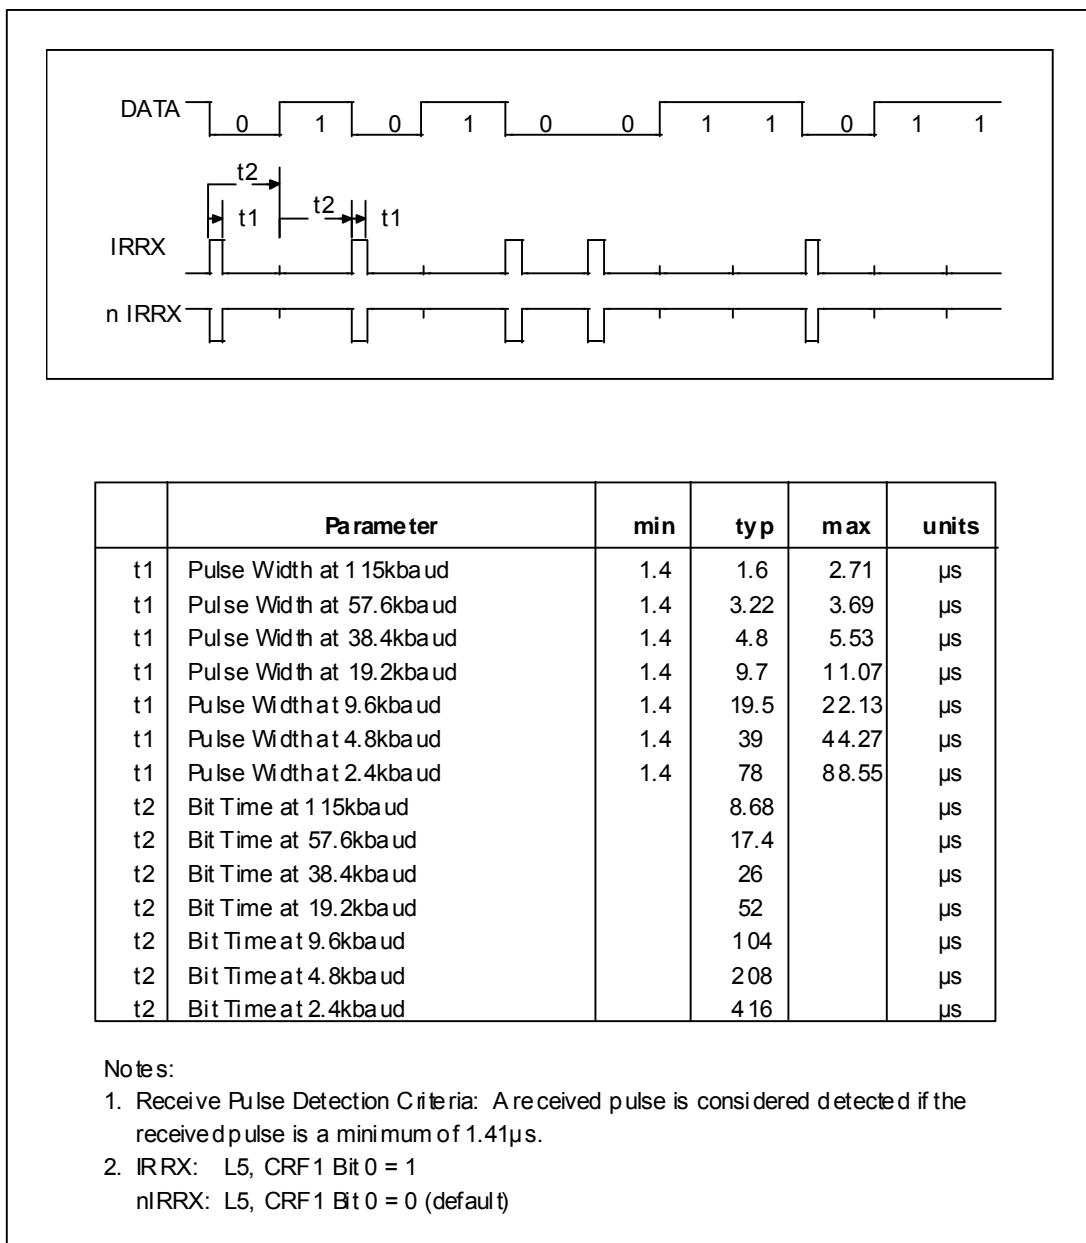 DATA 0 1 0 1 0 0 1 1 0 1 1
t2
t1 t2 t1
IRRX
n IRRX
Parameter min typ max units
t1 Pulse Width at 115kbaud 1.4 1.6 2.71 µs
t1 Pulse Width at 57.6kbaud 1.4 3.22 3.69 µs
t1 Pulse Width at 38.4kbaud 1.4 4.8 5.53 µs
t1 Pulse Width at 19.2kbaud 1.4 9.7 11.07 µs
t1 Pulse Width at 9.6kbaud 1.4 19.5 22.13 µs
t1 Pulse Width at 4.8kbaud 1.4 39 44.27 µs
t1 Pulse Width at 2.4kbaud 1.4 78 88.55 µs
t2 Bit Time at 115kbaud 8.68 µs
t2 Bit Time at 57.6kbaud 17.4 µs
t2 Bit Time at 38.4kbaud 26 µs
t2 Bit Time at 19.2kbaud 52 µs
t2 Bit Time at 9.6kbaud 104 µs
t2 Bit Time at 4.8kbaud 208 µs
t2 Bit Time at 2.4kbaud 416 µs
Notes:
1. Receive Pulse Detection Criteria: A received pulse is considered detected if the
received pulse is a minimum of 1.41µs.
2. IRRX: L5, CRF1 Bit 0 = 1
nIRRX: L5, CRF1 Bit 0 = 0 (default)